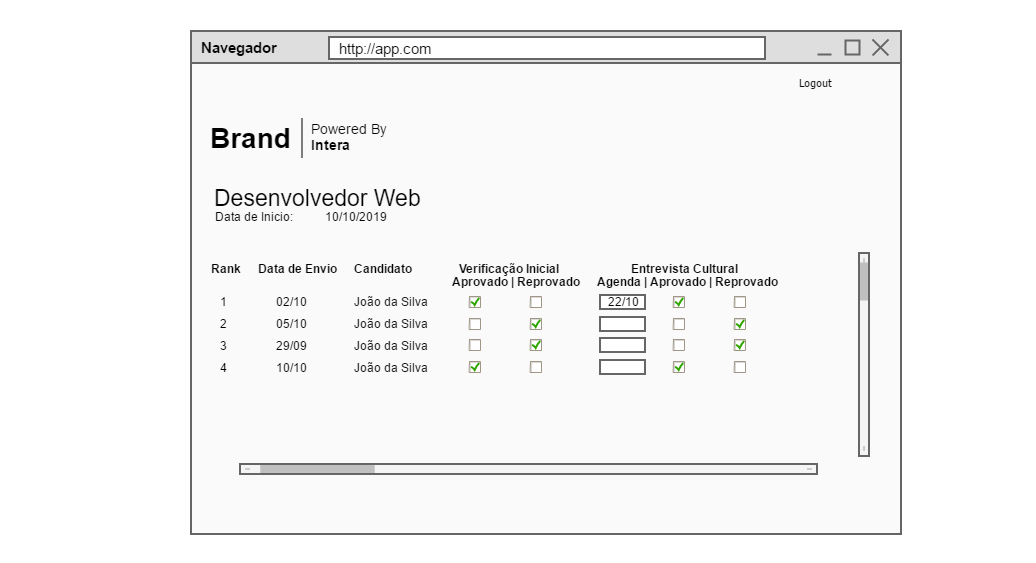 Navegador http://app.com
Logout
Brand Powered By
Intera
Desenvolvedor Web
Data de Inicio: 10/10/2019
Rank Data de Envio Candidato Verificação Inicial Entrevista Cultural
Aprovado | Reprovado Agenda | Aprovado | Reprovado
1 02/10 João da Silva 22/10
2 05/10 João da Silva
3 29/09 João da Silva
4 10/10 João da Silva